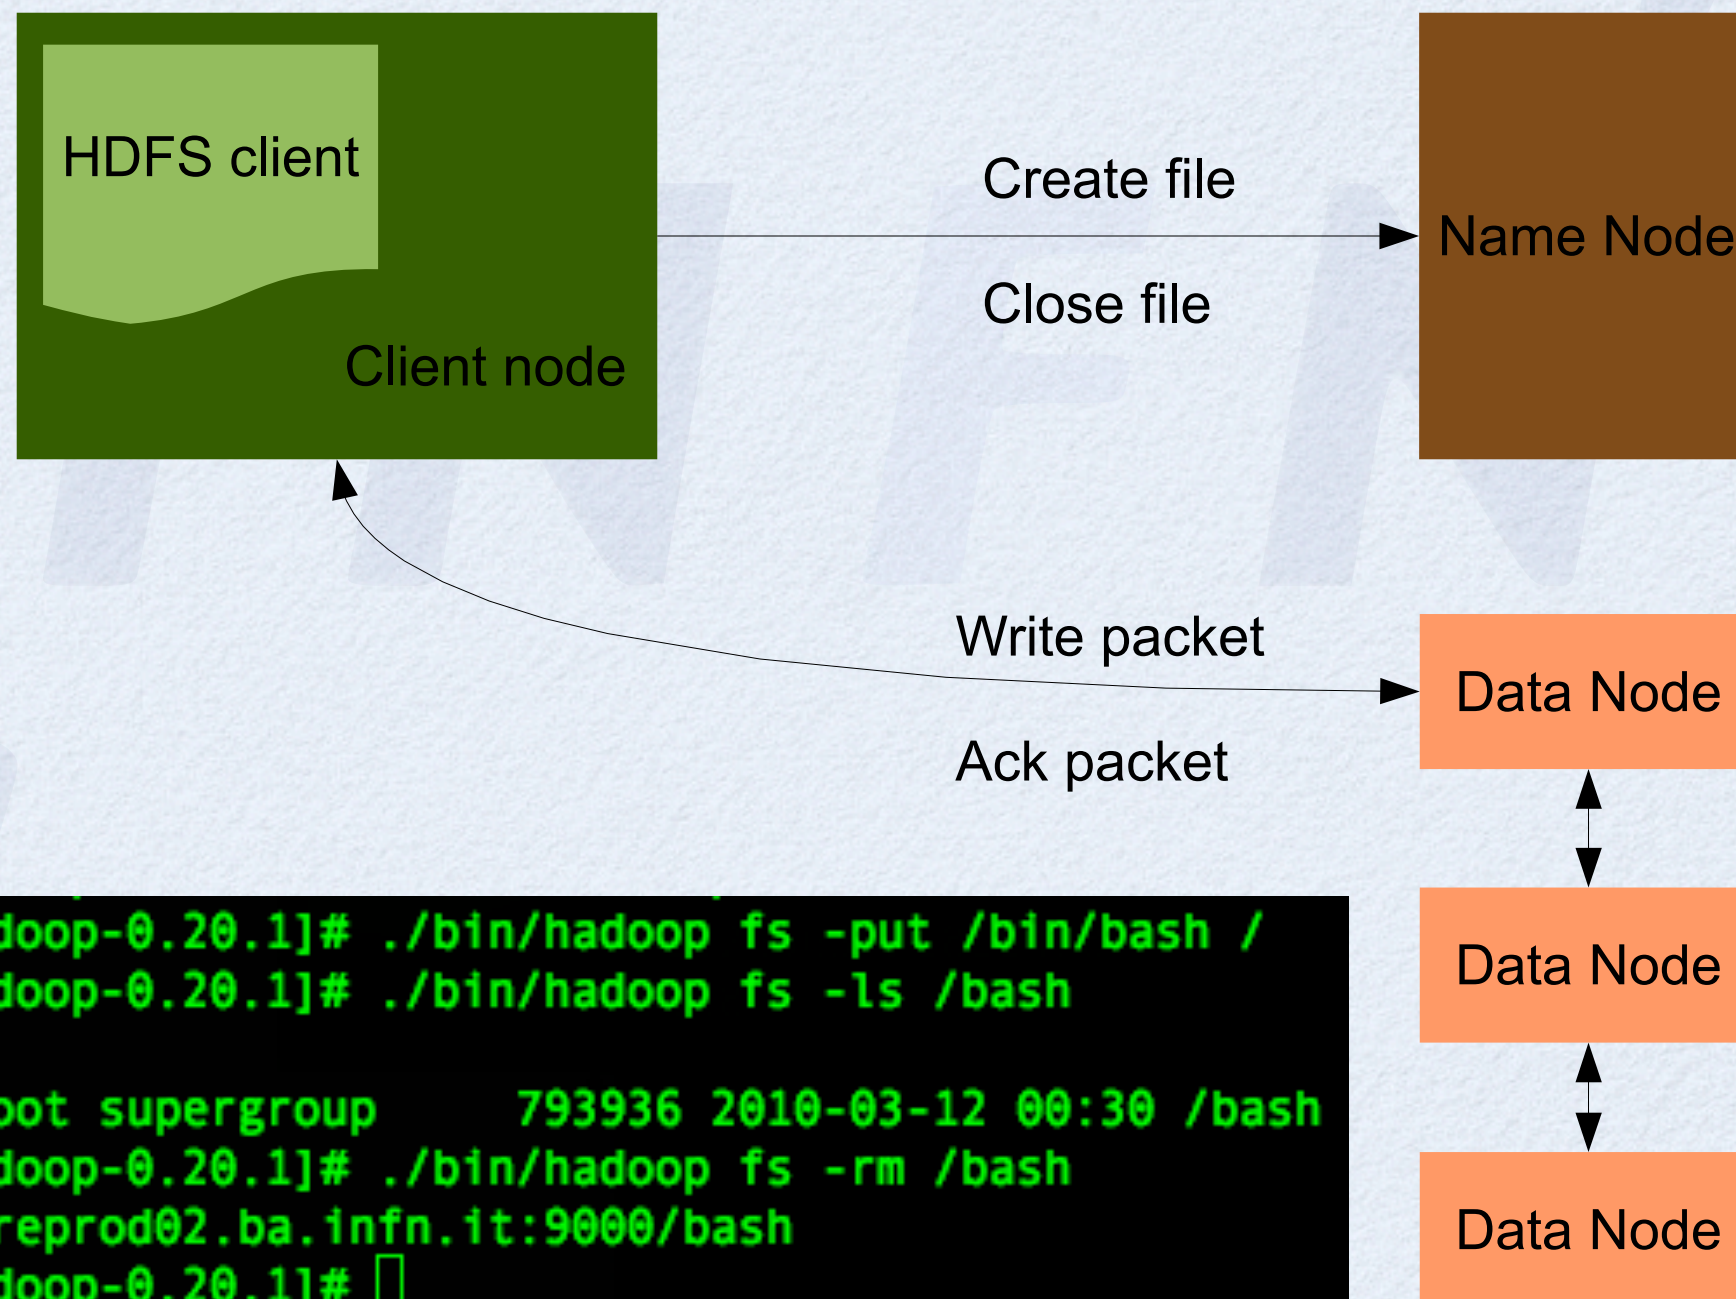 HDFS client
Client node
Create file
Close file
Name Node
Write packet
Ack packet
Data Node
Data Node
Data Node
doop-0.20.1]# ./bin/hadoop fs -put /bin/bash /
doop-0.20.1]# ./bin/hadoop fs -ls /bash
oot supergroup 793936 2010-03-12 00:30 /bash
doop-0.20.1]# ./bin/hadoop fs -rm /bash
reprod02.ba.infn.it:9000/bash
doop-0.20.1]#
INFN